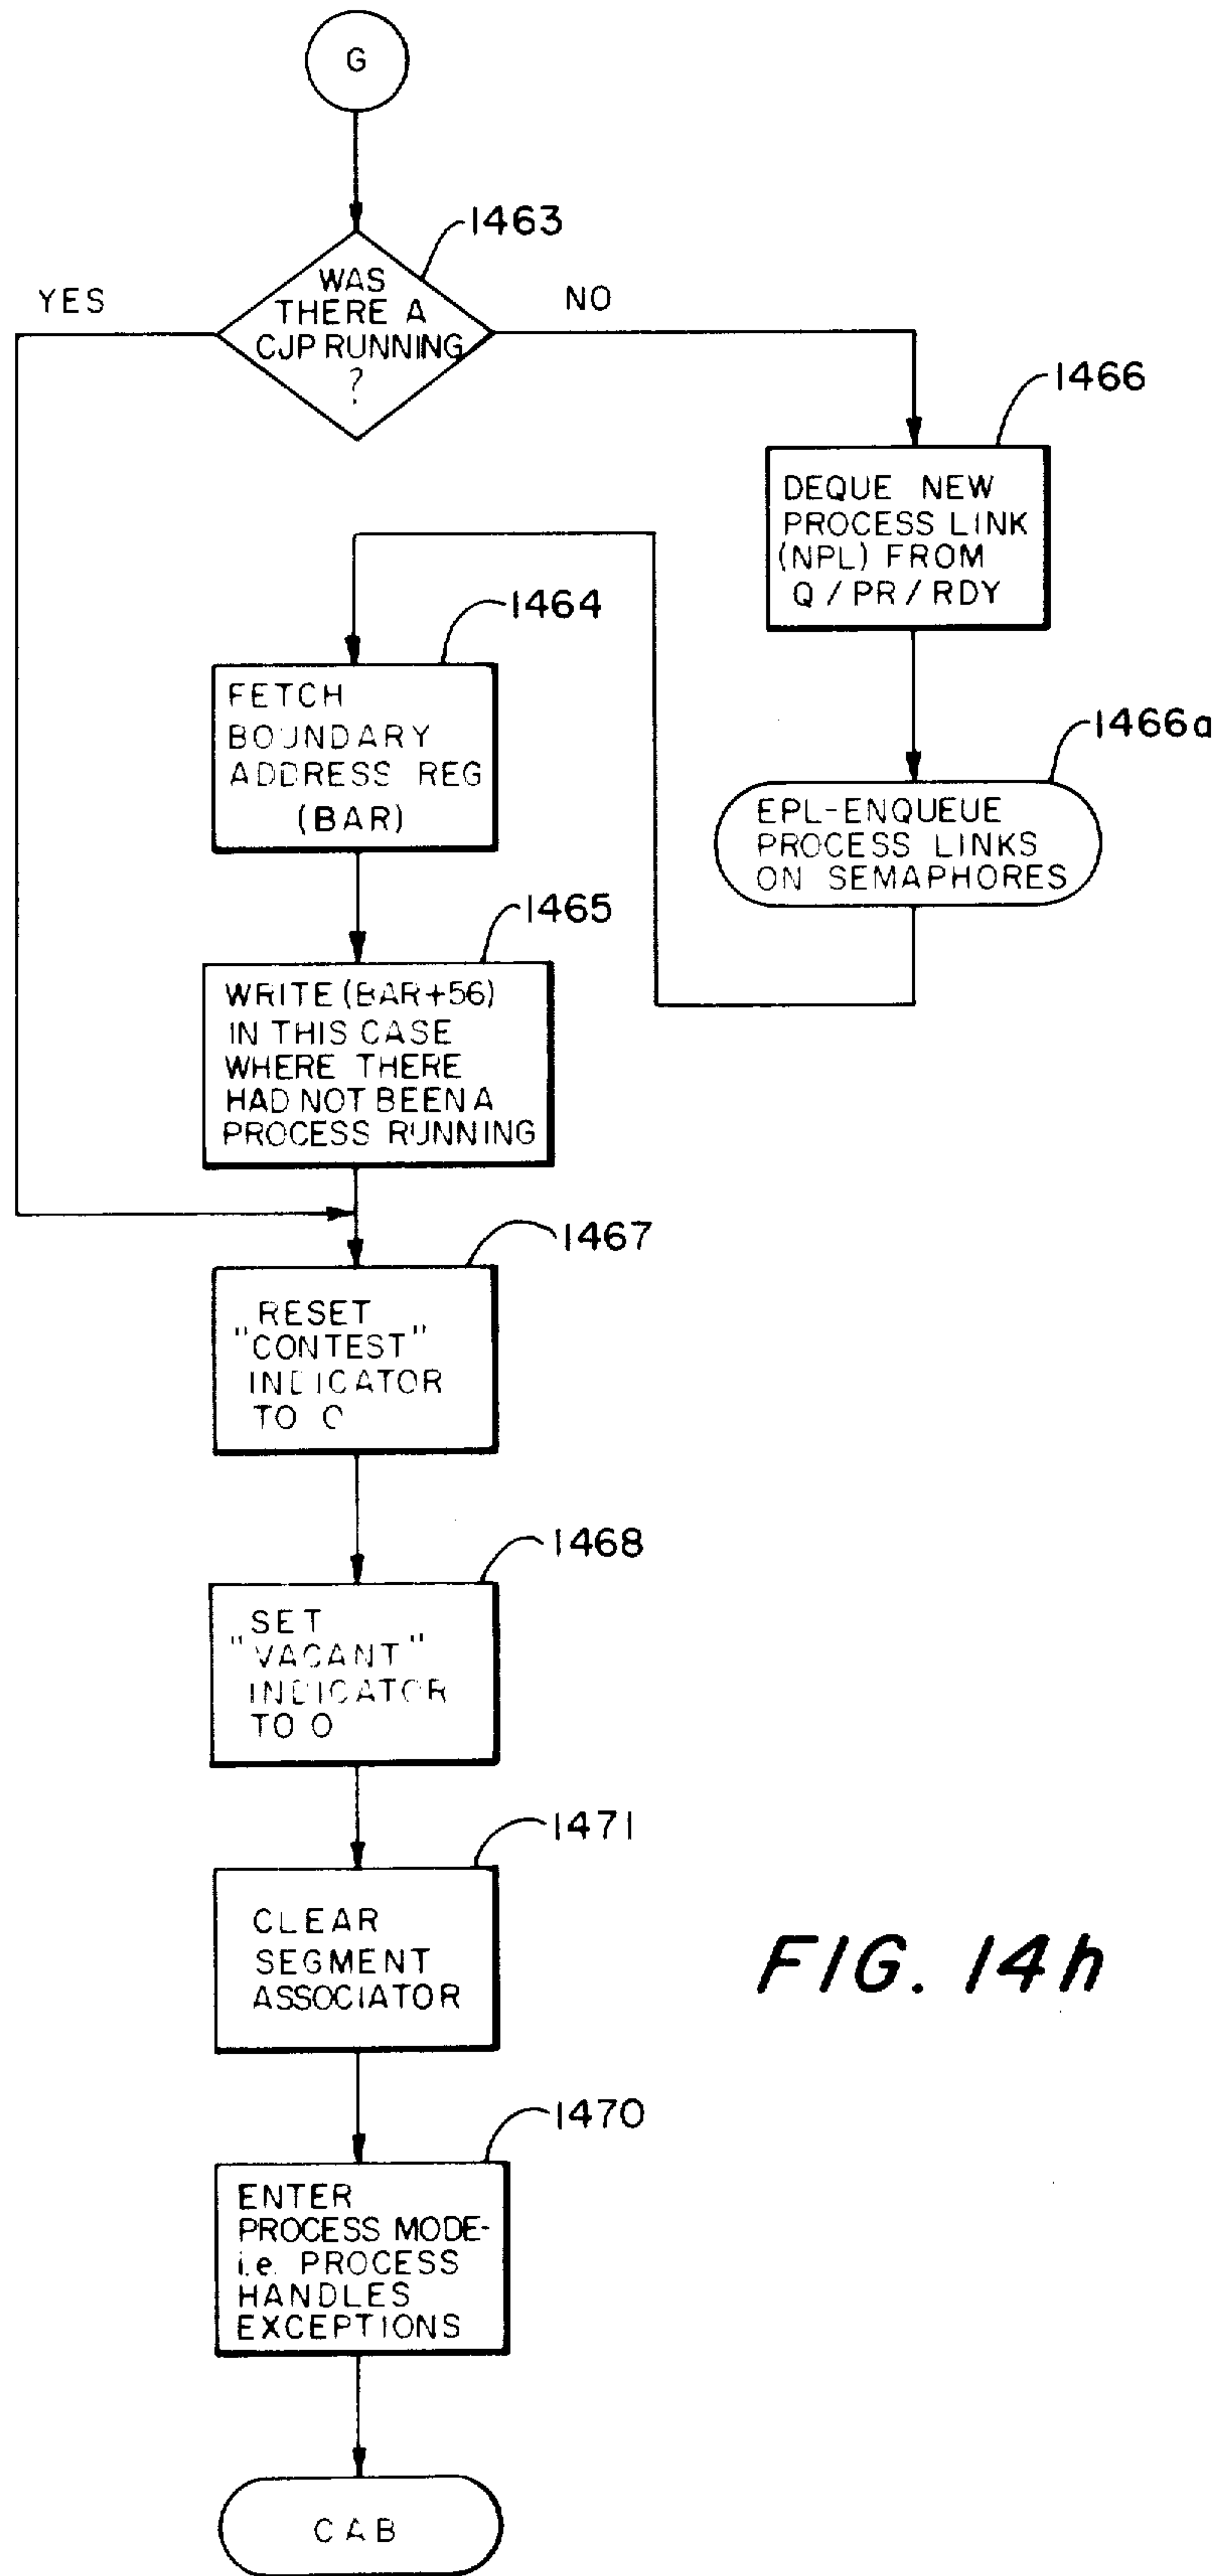 G
1463
WAS
THERE A
CJP RUNNING
?
YES
NO
1466
DEQUE NEW
PROCESS LINK
(NPL) FROM
Q / PR / RDY
1466a
EPL-ENQUEUE
PROCESS LINKS
ON SEMAPHORES
1464
FETCH
BOUNDARY
ADDRESS REG
(BAR)
1465
WRITE (BAR+56)
IN THIS CASE
WHERE THERE
HAD NOT BEEN A
PROCESS RUNNING
1467
RESET
"CONTEST"
INDICATOR
TO 0
1468
SET
"VACANT"
INDICATOR
TO 0
1471
CLEAR
SEGMENT
ASSOCIATOR
1470
ENTER
PROCESS MODE-
i.e. PROCESS
HANDLES
EXCEPTIONS
CAB
FIG. 14h